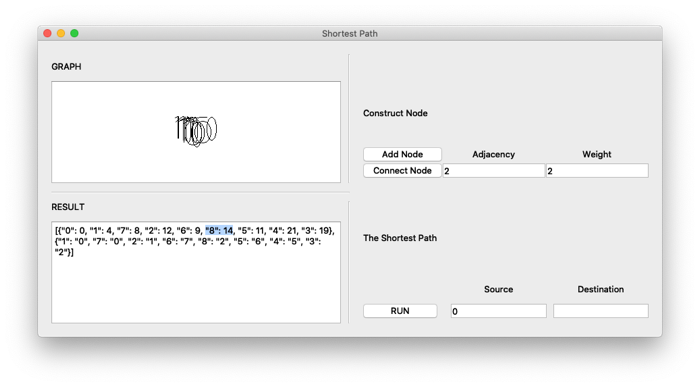 Shortest Path
GRAPH
Construct Node
Add Node Adjacency Weight
Connect Node 2 2
RESULT
[{"0": 0, "1": 4, "7": 8, "2": 12, "6": 9, "8": 14, "5": 11, "4": 21, "3": 19},
{"1": "0", "7": "0", "2": "1", "6": "7", "8": "2", "5": "6", "4": "5", "3":
"2"}]
The Shortest Path
Source Destination
RUN 0